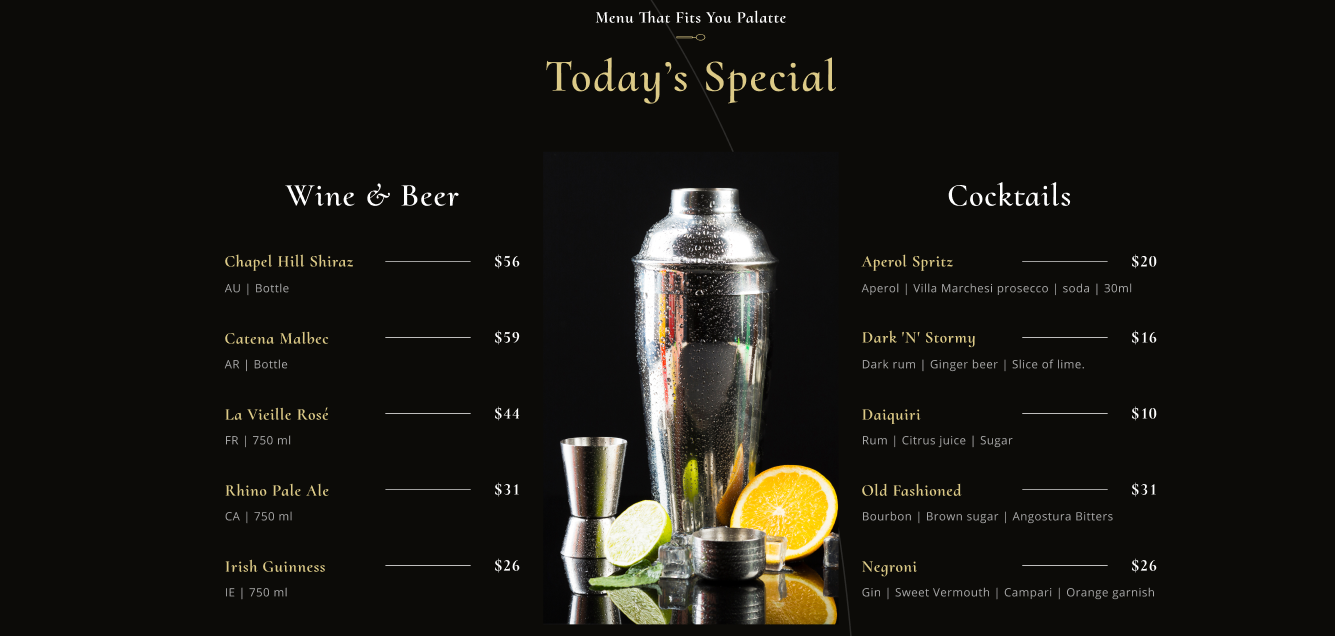 Menu That Fits You Palatte
Today’s Special
Wine & Beer
Chapel Hill Shiraz $56
AU | Bottle
Catena Malbec $59
AR | Bottle
La Vieille Rosé $44
FR | 750 ml
Rhino Pale Ale $31
CA | 750 ml
Irish Guinness $26
IE | 750 ml
Cocktails
Aperol Spritz $20
Aperol | Villa Marchesi prosecco | soda | 30ml
Dark 'N' Stormy $16
Dark rum | Ginger beer | Slice of lime.
Daiquiri $10
Rum | Citrus juice | Sugar
Old Fashioned $31
Bourbon | Brown sugar | Angostura Bitters
Negroni $26
Gin | Sweet Vermouth | Campari | Orange garnish